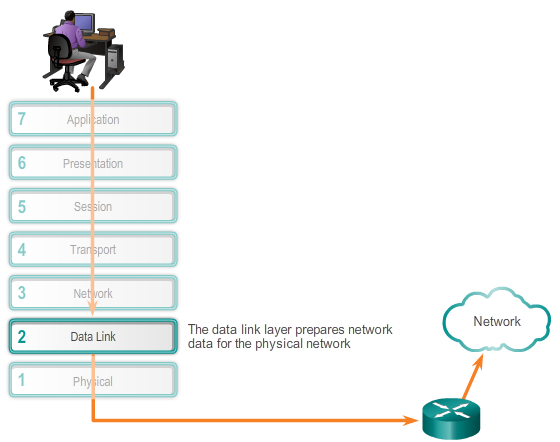 7 Application
6 Presentation
5 Session
4 Transport
3 Network
2 Data Link
The data link layer prepares network
data for the physical network
1 Physical
Network